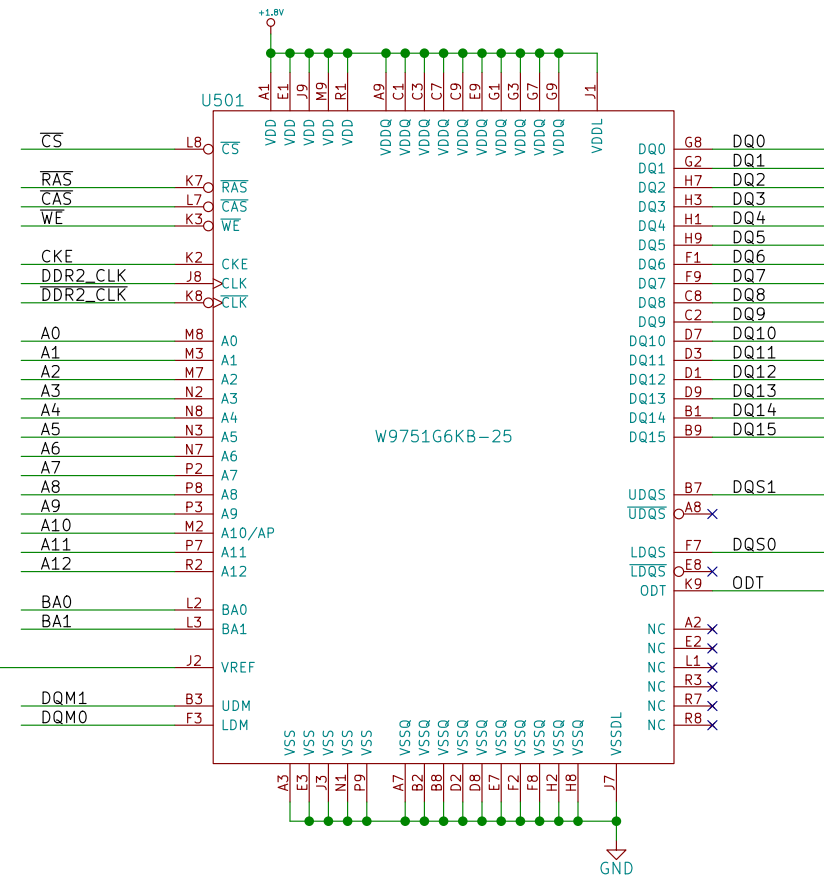 +1.8V
A1 E1 J9 M9 R1 A9 C1 C3 C7 C9 E9 G1 G3 G7 G9 J1
U501
VDD VDD VDD VDD VDD VDDQ VDDQ VDDQ VDDQ VDDQ VDDQ VDDQ VDDQ VDDQ VDDQ VDDL
CS L8 CS DQ0 G8 DQ0
DQ1 G2 DQ1
RAS K7 RAS DQ2 H7 DQ2
CAS L7 CAS DQ3 H3 DQ3
WE K3 WE DQ4 H1 DQ4
DQ5 H9 DQ5
CKE K2 CKE DQ6 F1 DQ6
DDR2_CLK J8 CLK DQ7 F9 DQ7
DDR2_CLK K8 CLK DQ8 C8 DQ8
DQ9 C2 DQ9
A0 M8 A0 DQ10 D7 DQ10
A1 M3 A1 DQ11 D3 DQ11
A2 M7 A2 DQ12 D1 DQ12
A3 N2 A3 DQ13 D9 DQ13
A4 N8 A4 DQ14 B1 DQ14
A5 N3 A5 W9751G6KB-25 DQ15 B9 DQ15
A6 N7 A6
A7 P2 A7
A8 P8 A8 UDQS B7 DQS1
A9 P3 A9 UDQS A8
A10 M2 A10/AP
A11 P7 A11 LDQS F7 DQS0
A12 R2 A12 LDQS E8
ODT K9 ODT
BA0 L2 BA0
BA1 L3 BA1 NC A2
NC E2
J2 VREF NC L1
NC R3
DQM1 B3 UDM NC R7
DQM0 F3 LDM NC R8
VSS VSS VSS VSS VSS VSSQ VSSQ VSSQ VSSQ VSSQ VSSQ VSSQ VSSQ VSSQ VSSQ VSSDL
A3 E3 J3 N1 P9 A7 B2 B8 D2 D8 E7 F2 F8 H2 H8 J7
GND